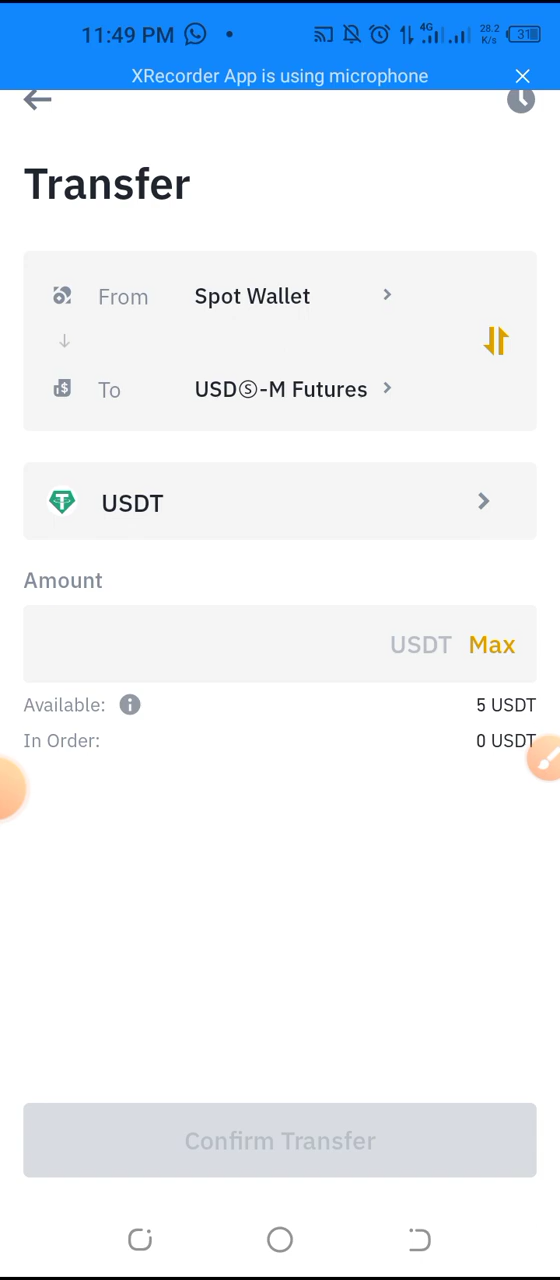 11:49 PM 4G 28.2 K/s 31
XRecorder App is using microphone
Transfer
From Spot Wallet
To USDⓈ-M Futures
USDT
Amount
USDT Max
Available: 5 USDT
In Order: 0 USDT
Confirm Transfer